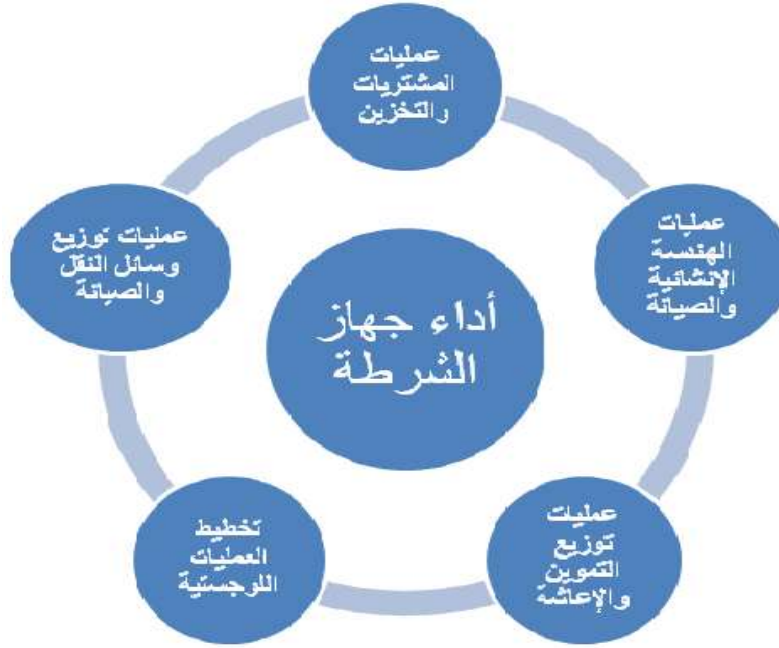 عمليات
المشتريات
والتخزين
عمليات
الهندسة
الإنشائية
والصيانة
عمليات
توزيع
التموين
والإعاشة
تخطيط
العمليات
اللوجستية
عمليات توزيع
وسائل النقل
والصيانة
أداء جهاز
الشرطة